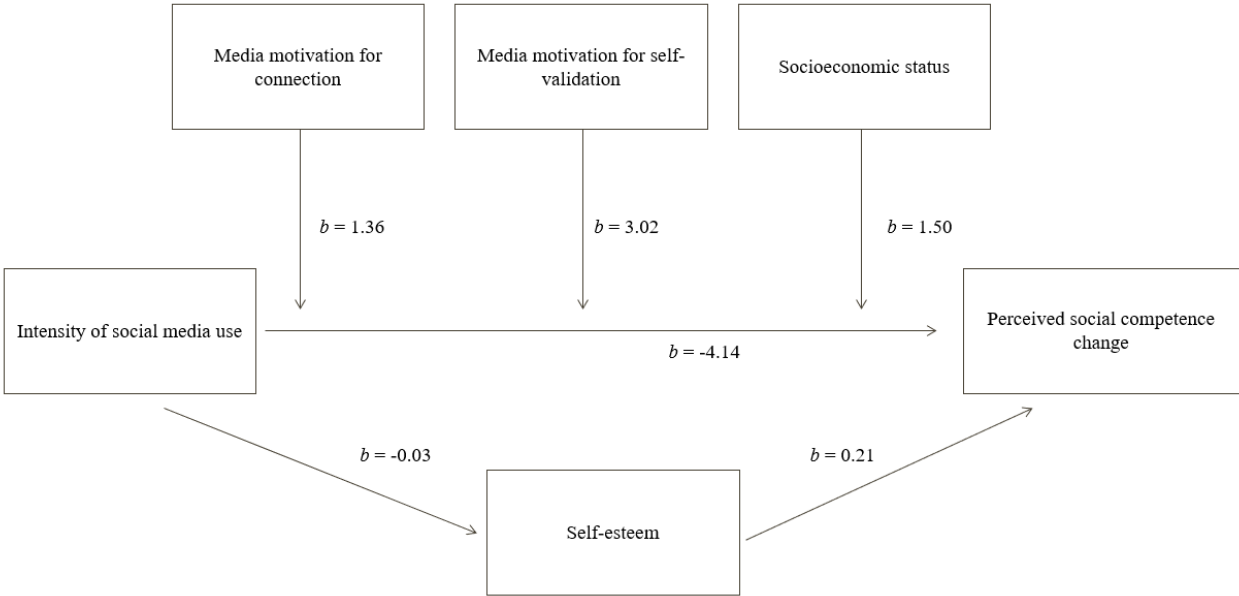 Media motivation for
connection
Media motivation for self-
validation
Socioeconomic status
b = 1.36
b = 3.02
b = 1.50
Intensity of social media use
b = -4.14
Perceived social competence
change
b = -0.03
b = 0.21
Self-esteem